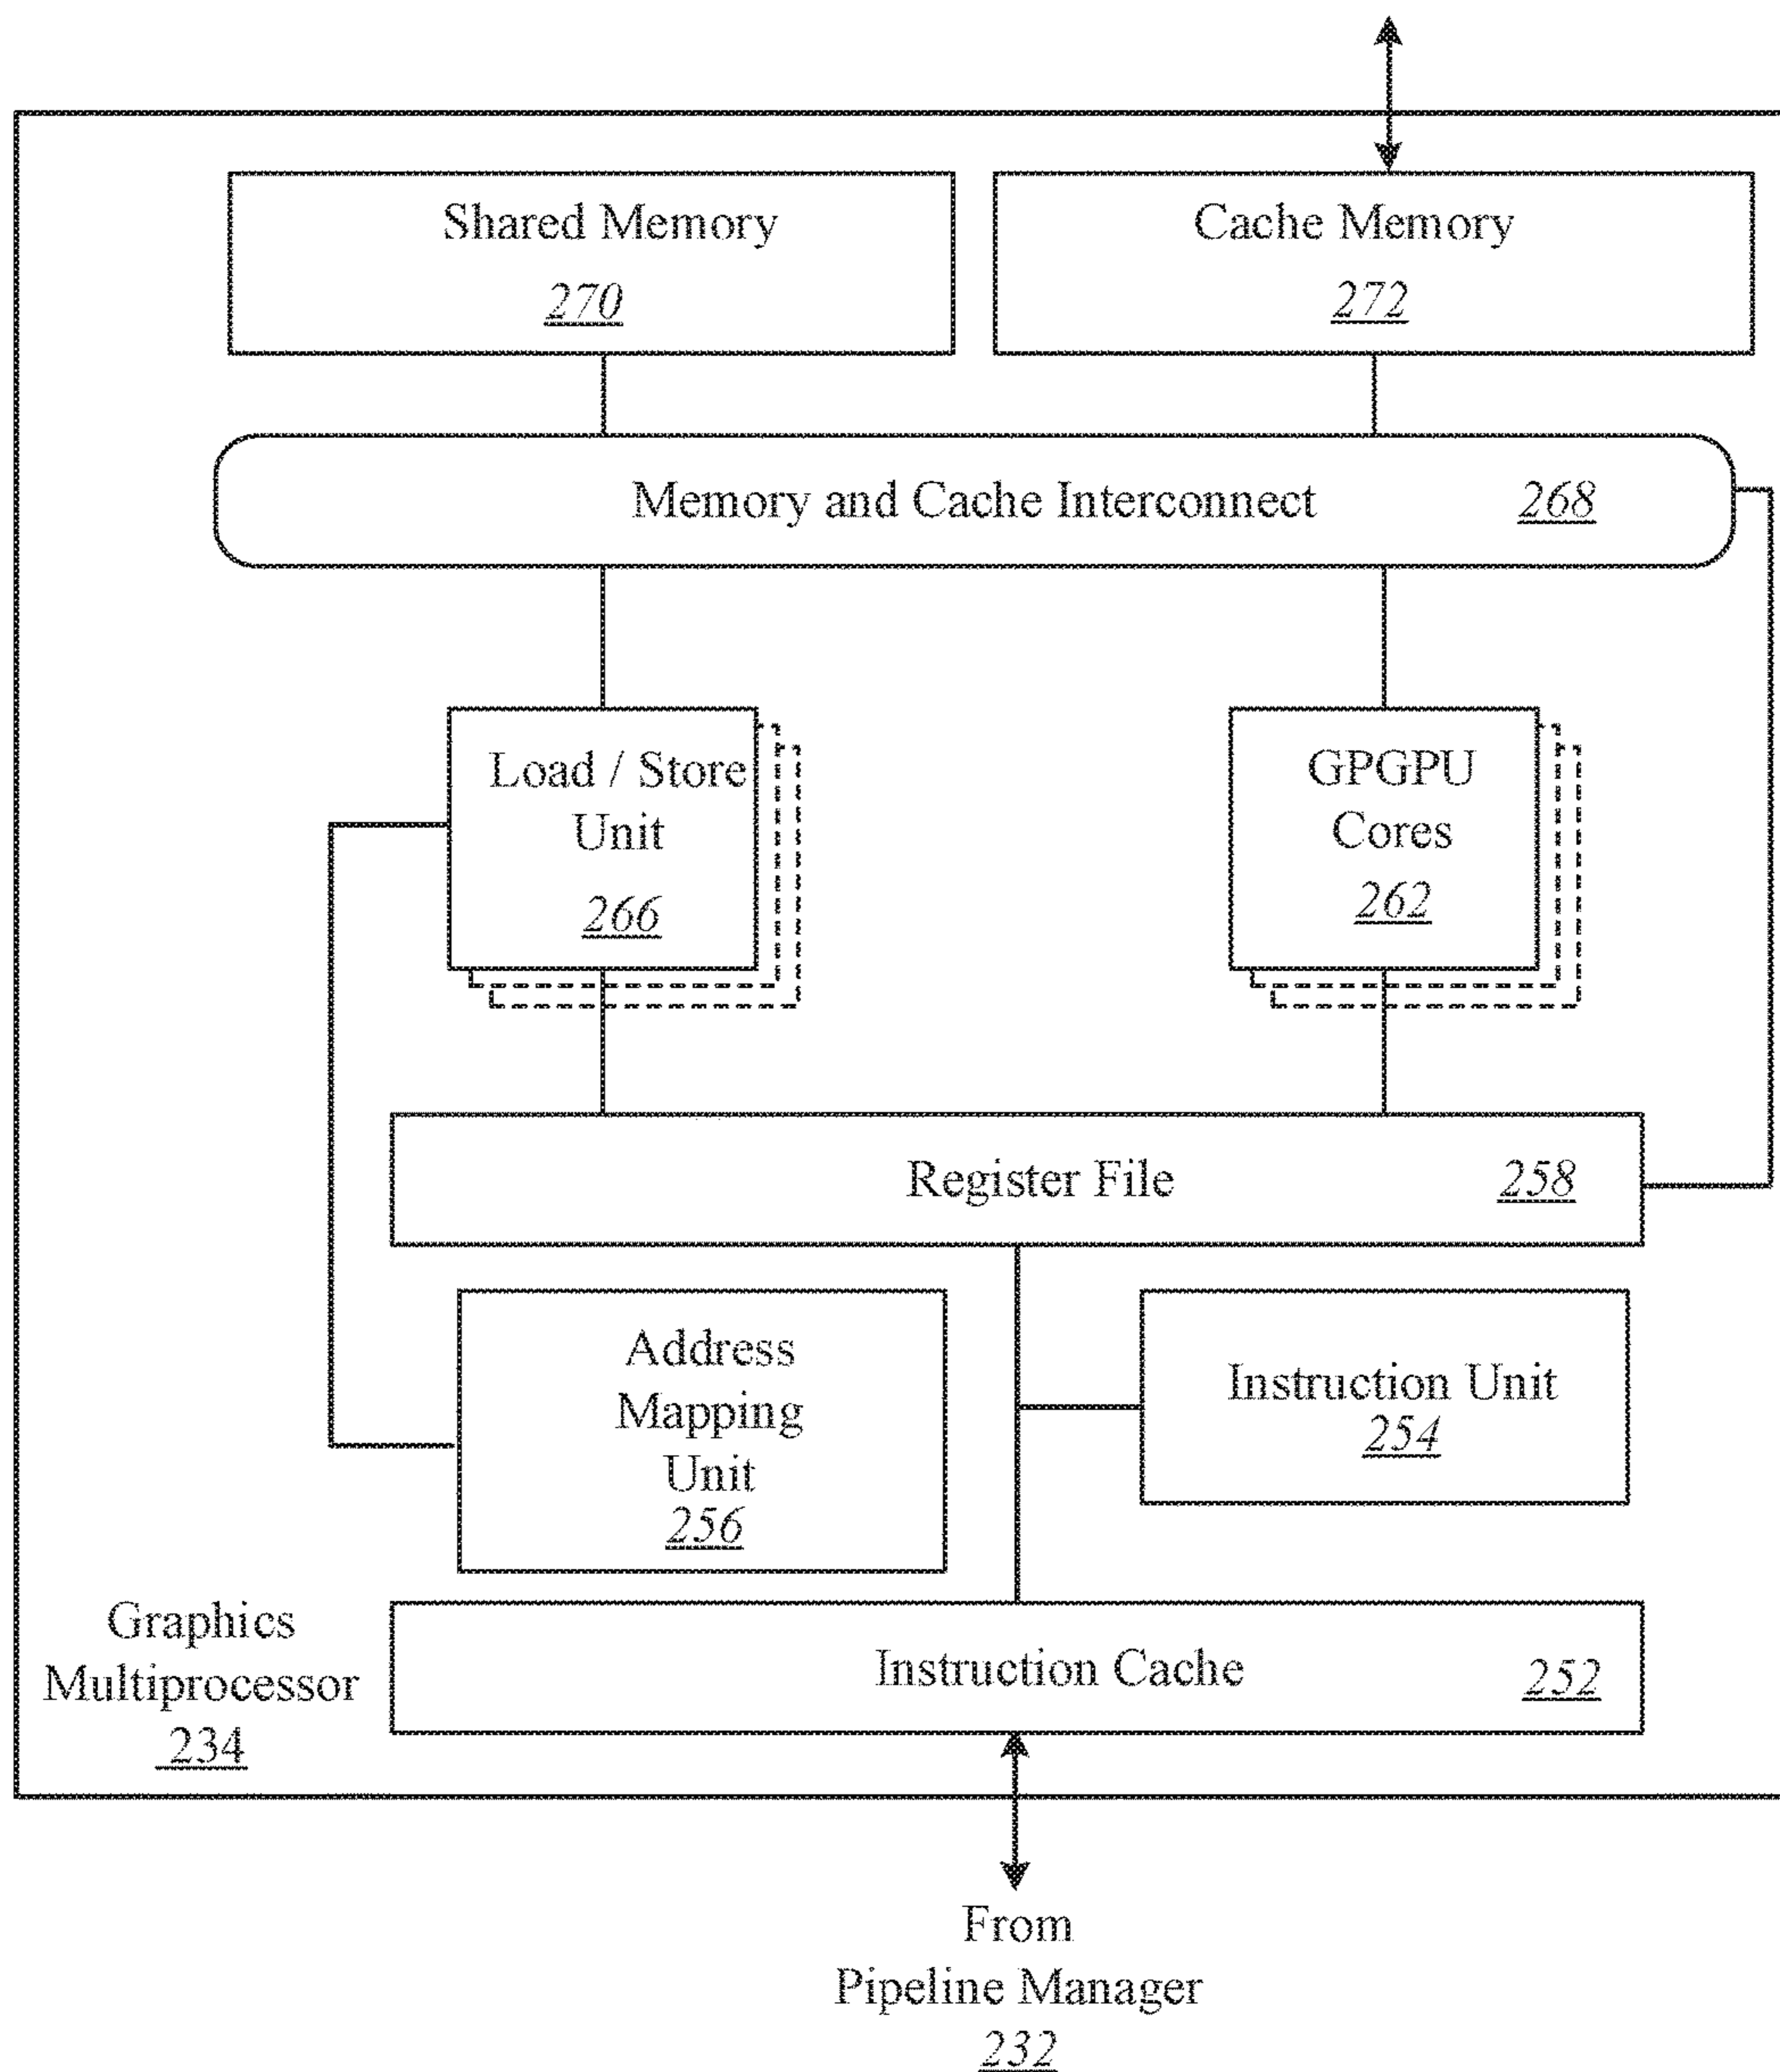 Shared Memory
270
Cache Memory
272
Memory and Cache Interconnect 268
Load / Store
Unit
266
GPGPU
Cores
262
Register File 258
Address
Mapping
Unit
256
Instruction Unit
254
Graphics
Multiprocessor
234
Instruction Cache 252
From
Pipeline Manager
232